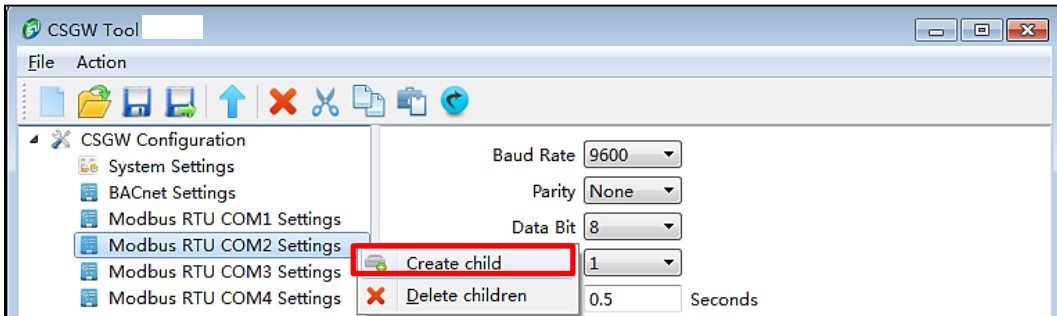 CSGW Tool
File Action
CSGW Configuration
System Settings
BACnet Settings
Modbus RTU COM1 Settings
Modbus RTU COM2 Settings
Modbus RTU COM3 Settings
Modbus RTU COM4 Settings
Baud Rate 9600
Parity None
Data Bit 8
1
0.5 Seconds
Create child
Delete children